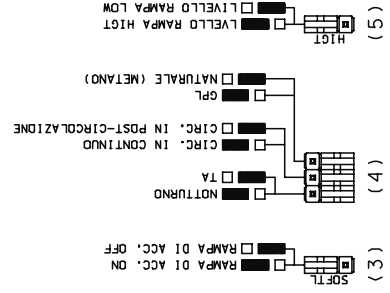 (3)
SOFTL
RAMPA DI ACC. ON
RAMPA DI ACC. OFF
(4)
NOTTURNO
TA
CIRC. IN CONTINUO
CIRC. IN POST-CIRCOLAZIONE
GPL
NATURALE (METANO)
(5)
HIGT
LIVELLO RAMPA HIGT
LIVELLO RAMPA LOW